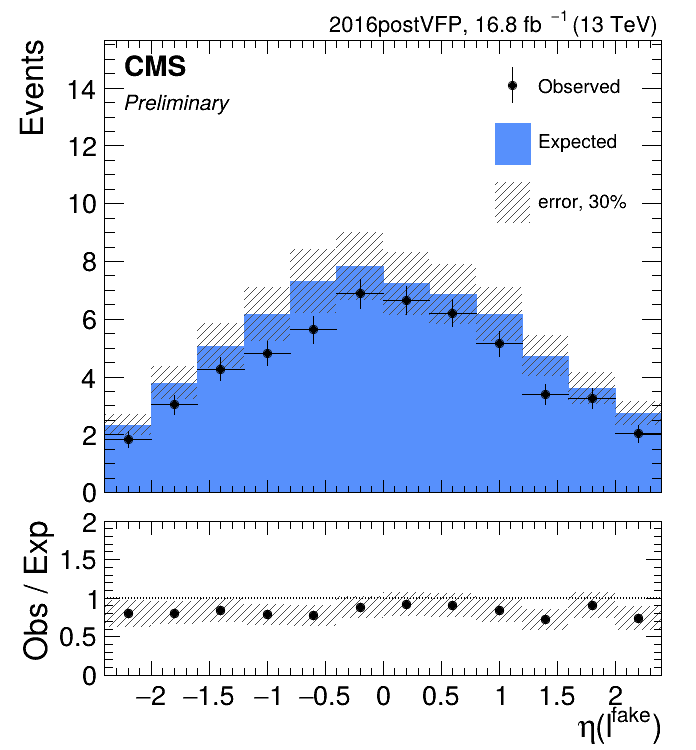 2016postVFP, 16.8 fb⁻¹ (13 TeV)
CMS
Preliminary
Observed
Expected
error, 30%
Events
14
12
10
8
6
4
2
0
Obs / Exp
2
1.5
1
0.5
0
−2 −1.5 −1 −0.5 0 0.5 1 1.5 2
η(l^fake)